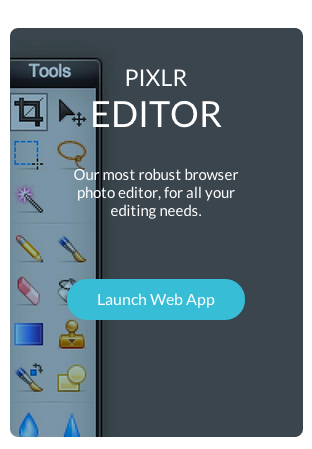 Tools
PIXLR
EDITOR
Our most robust browser
photo editor, for all your
editing needs.
Launch Web App